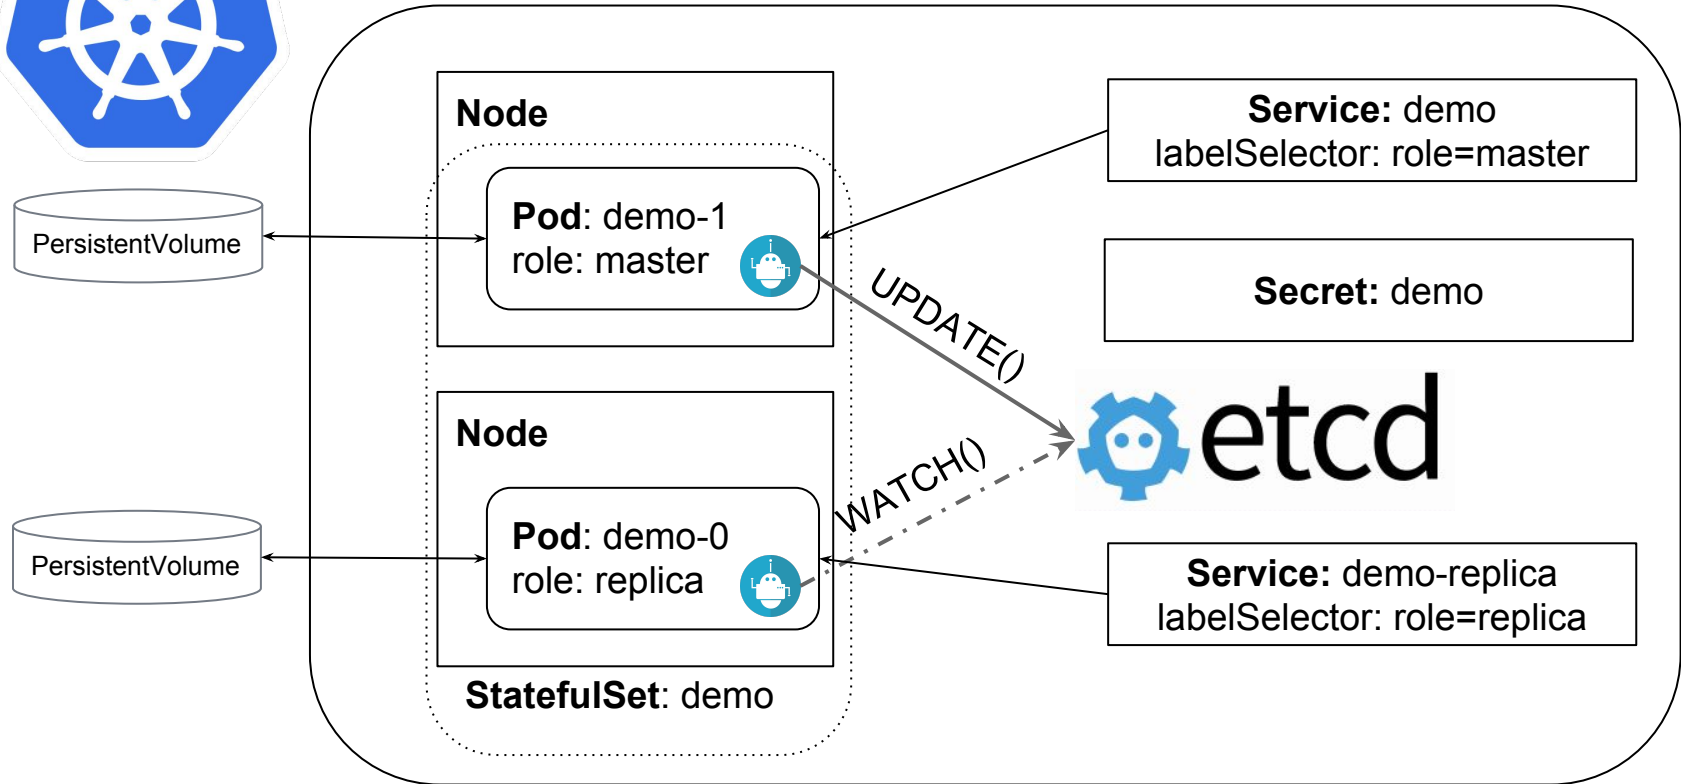 Node
Pod: demo-1
role: master
PersistentVolume
Service: demo
labelSelector: role=master
Secret: demo
UPDATE()
etcd
WATCH()
Node
Pod: demo-0
role: replica
PersistentVolume
Service: demo-replica
labelSelector: role=replica
StatefulSet: demo